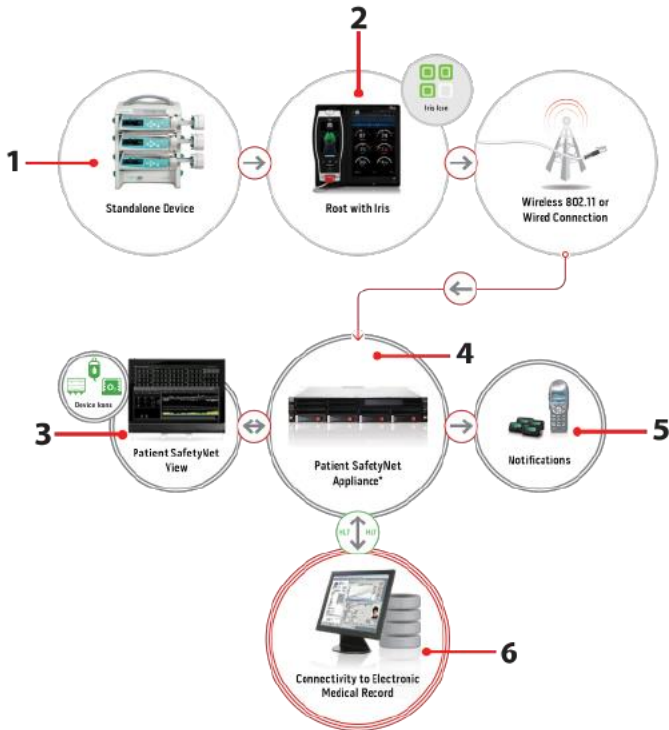 2
Iris Icon
1
Standalone Device
Root with Iris
Wireless 802.11 or
Wired Connection
4
Device Icons
3
Patient SafetyNet
View
Patient SafetyNet
Appliance*
5
Notifications
HL7 HL7
6
Connectivity to Electronic
Medical Record